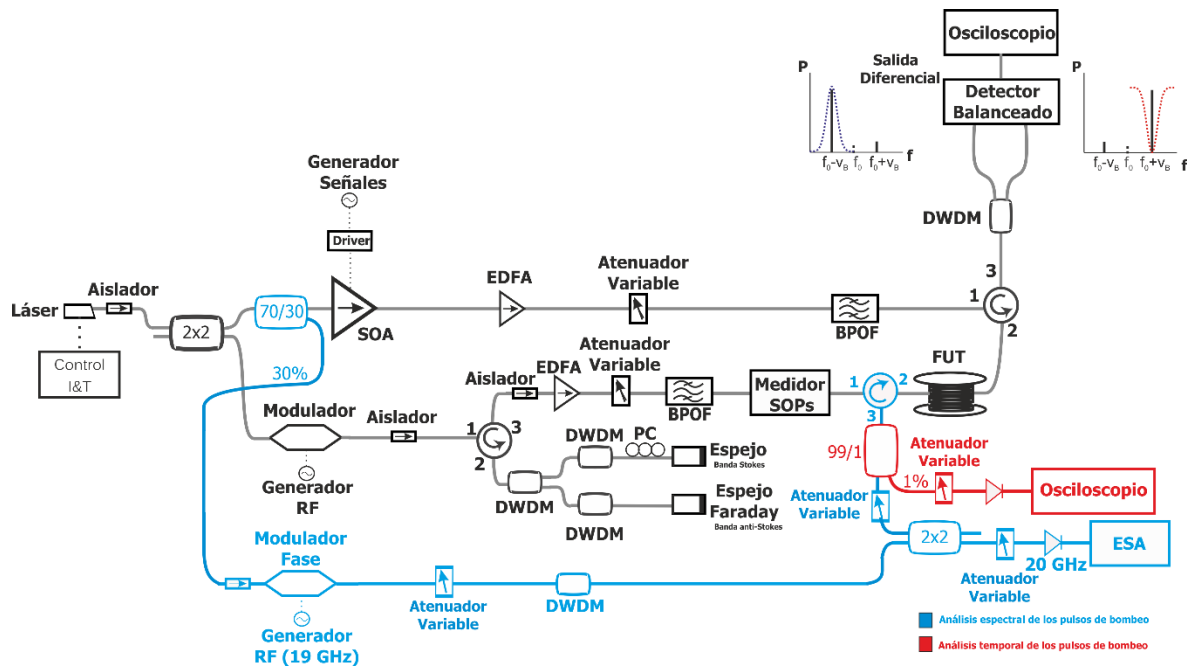 Osciloscopio
Salida
Diferencial
Detector
Balanceado
P
f₀-νB
f₀
f₀+νB
f
P
f₀-νB
f₀
f₀+νB
f
DWDM
3
1
2
Generador
Señales
Driver
SOA
EDFA
Atenuador
Variable
BPOF
Láser
Aislador
Control
I&T
2x2
70/30
30%
Modulador
Generador
RF
Aislador
1
3
2
Aislador
EDFA
Atenuador
Variable
BPOF
Medidor
SOPs
1
2
3
FUT
DWDM
DWDM
PC
Espejo
Banda Stokes
DWDM
Espejo
Faraday
Banda anti-Stokes
99/1
1%
Atenuador
Variable
Osciloscopio
Atenuador
Variable
2x2
Atenuador
Variable
20 GHz
ESA
Modulador
Fase
Generador
RF (19 GHz)
Atenuador
Variable
DWDM
Análisis espectral de los pulsos de bombeo
Análisis temporal de los pulsos de bombeo